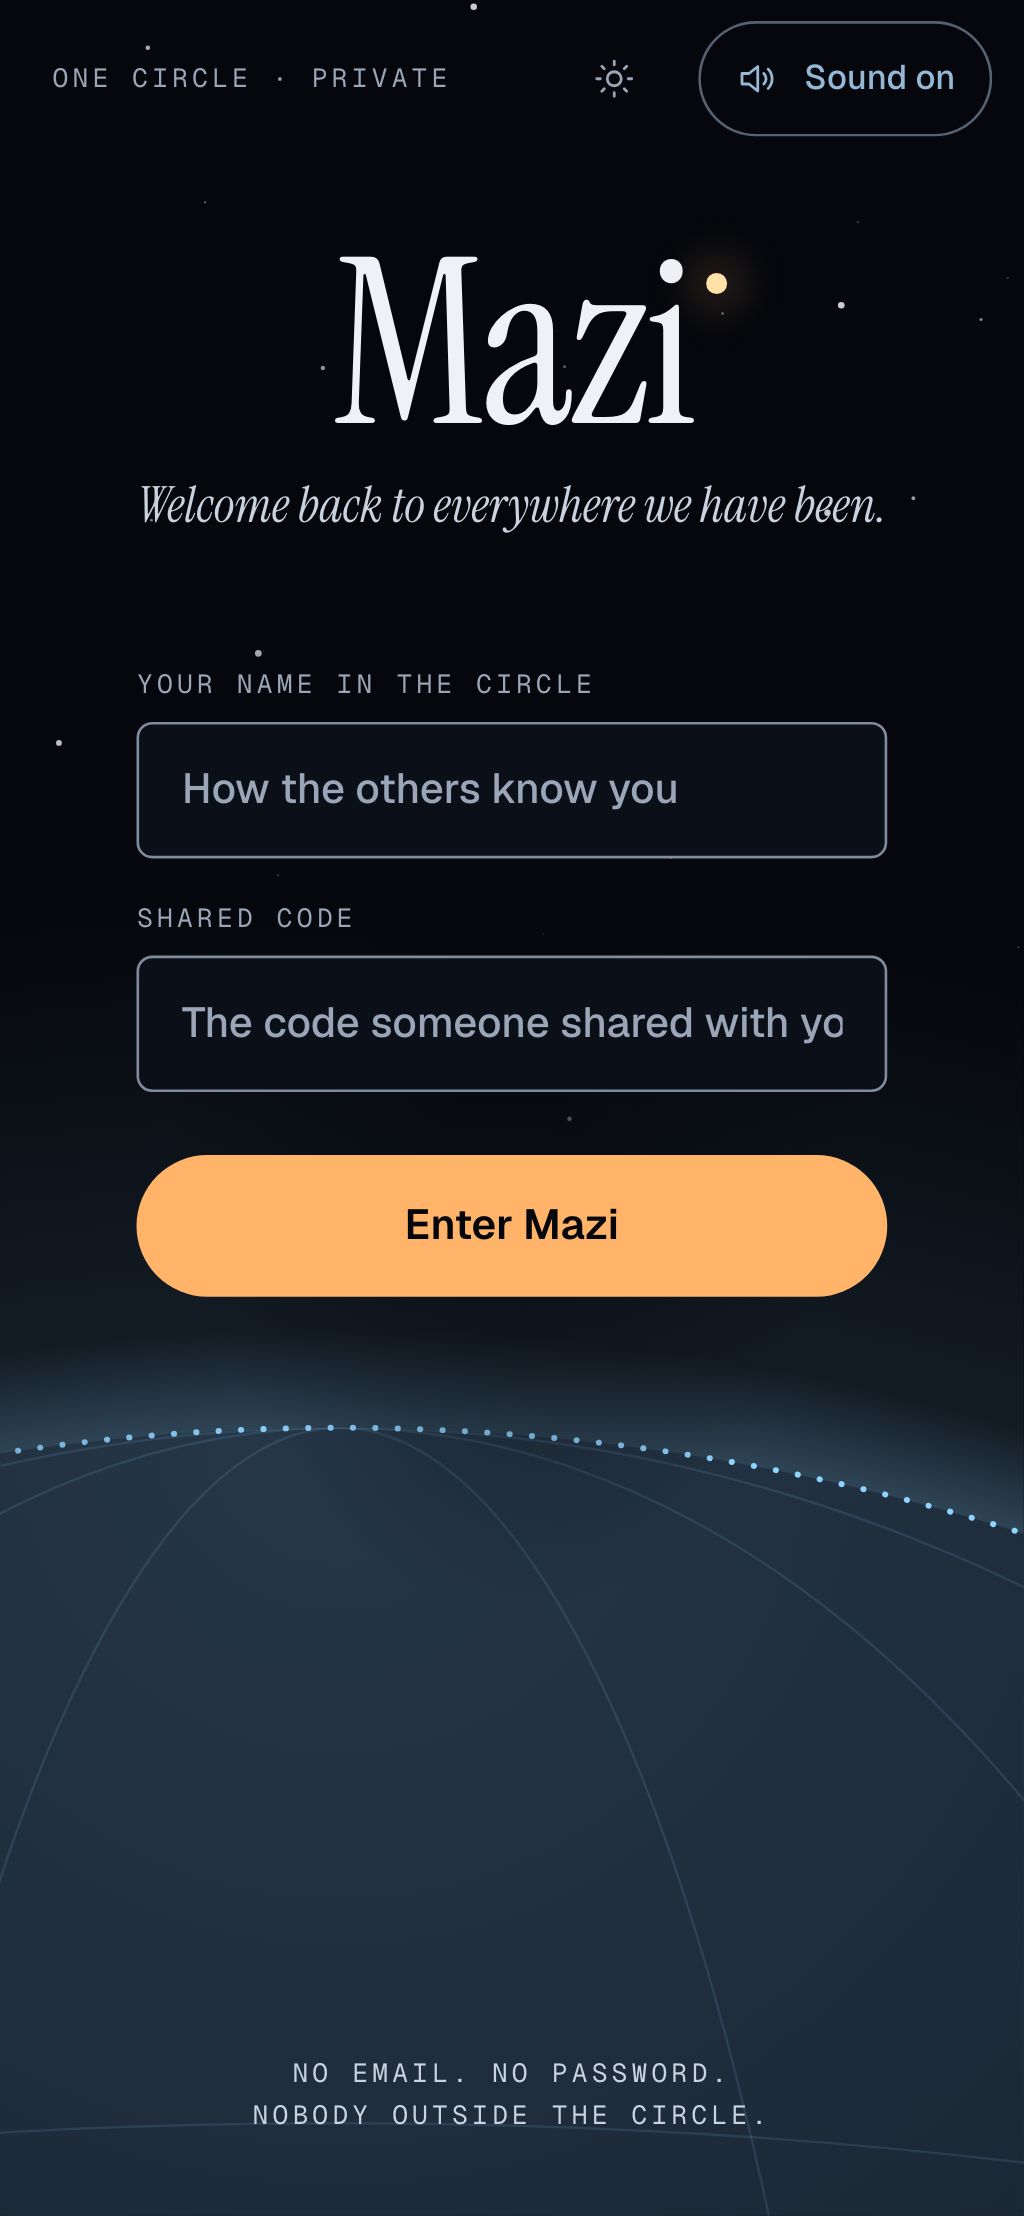 ONE CIRCLE · PRIVATE
Sound on
Mazi
Welcome back to everywhere we have been.
YOUR NAME IN THE CIRCLE
How the others know you
SHARED CODE
The code someone shared with yo
Enter Mazi
NO EMAIL. NO PASSWORD.
NOBODY OUTSIDE THE CIRCLE.